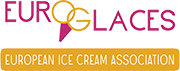 EUROGLACES
EUROPEAN ICE CREAM ASSOCIATION